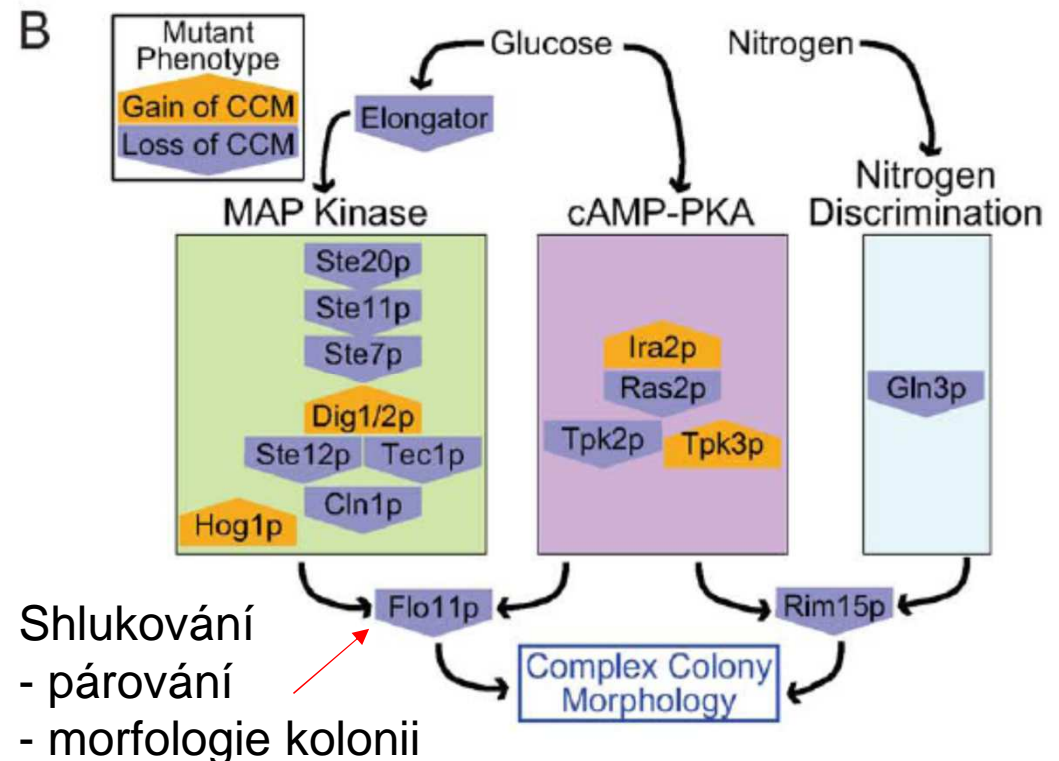 B
Mutant
Phenotype
Gain of CCM
Loss of CCM
Glucose
Nitrogen
Elongator
MAP Kinase
cAMP-PKA
Nitrogen
Discrimination
Ste20p
Ste11p
Ste7p
Dig1/2p
Ste12p
Tec1p
Cln1p
Hog1p
Ira2p
Ras2p
Tpk2p
Tpk3p
Gln3p
Flo11p
Rim15p
Complex Colony
Morphology
Shlukování
- párování
- morfologie kolonii